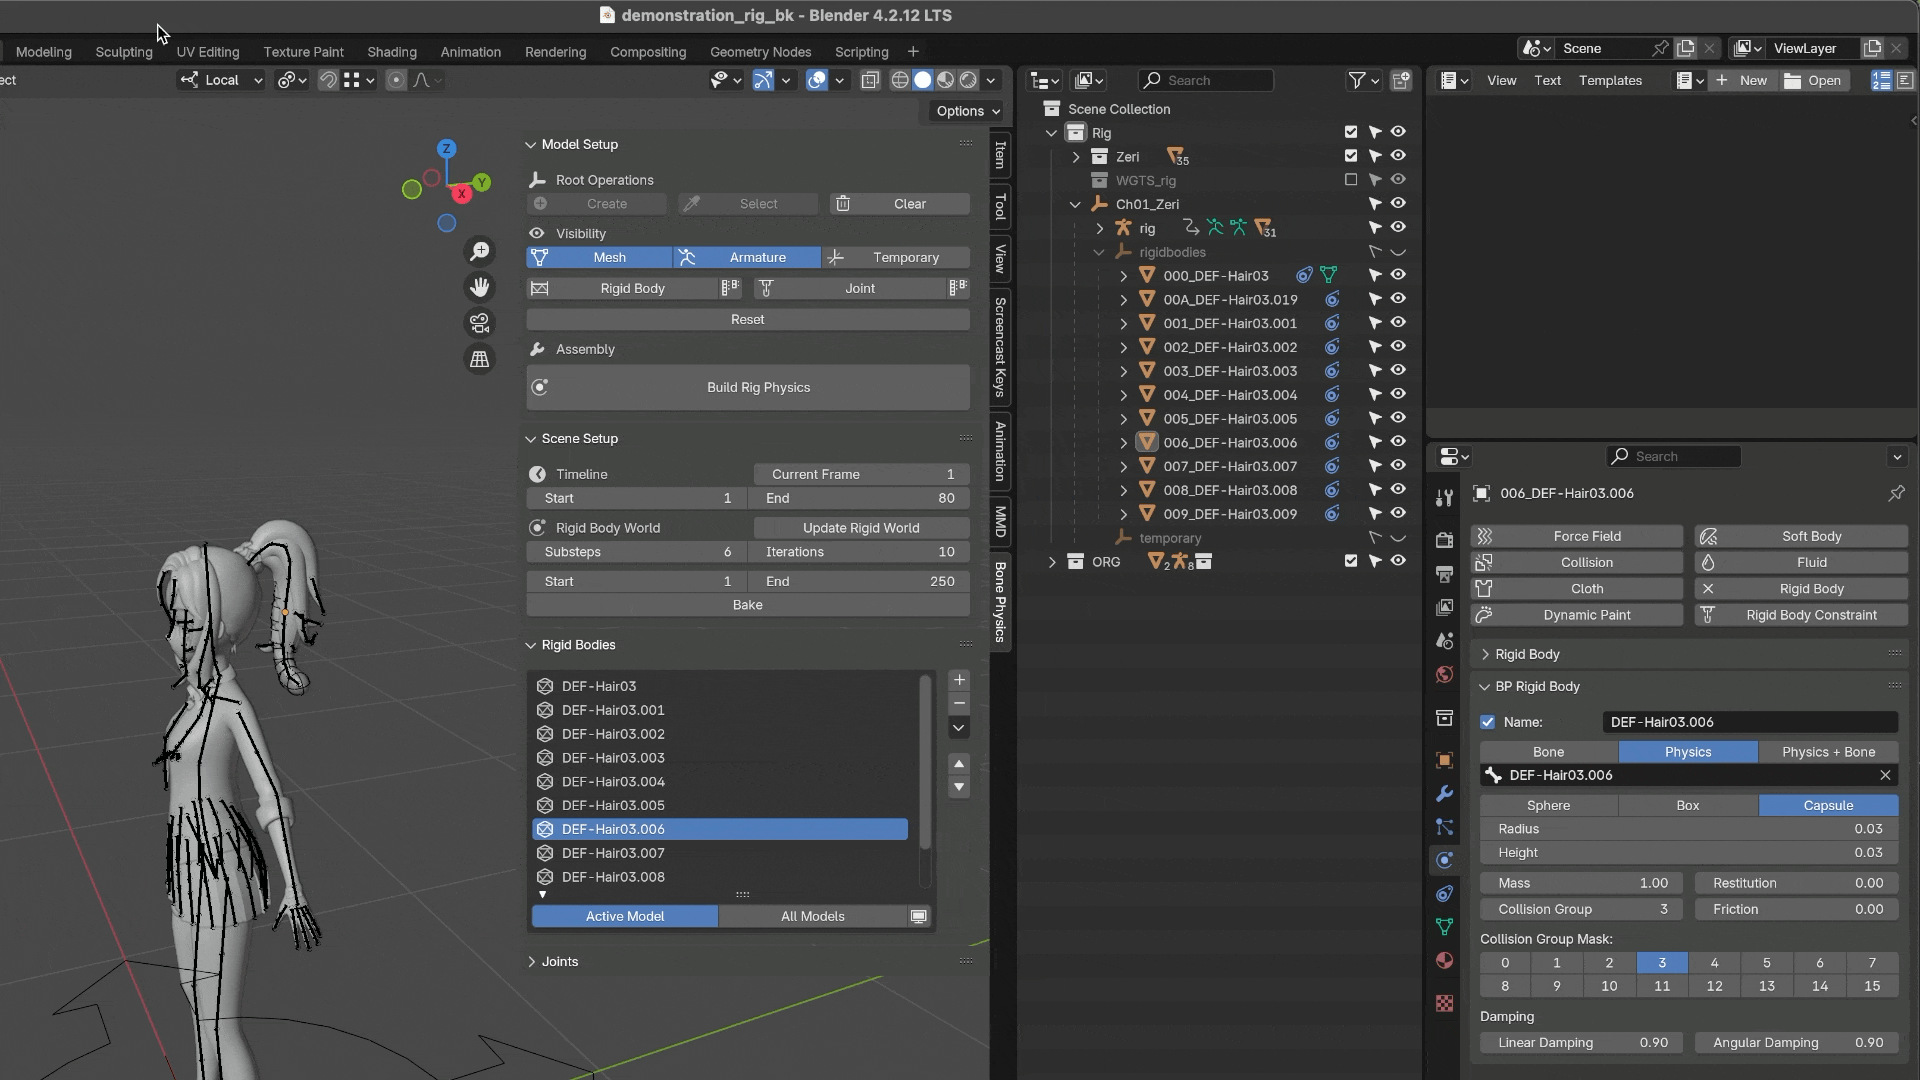 demonstration_rig_bk - Blender 4.2.12 LTS
Modeling Sculpting UV Editing Texture Paint Shading Animation Rendering Compositing Geometry Nodes Scripting + Scene ViewLayer
ect Local Search View Text Templates New Open
Options
Scene Collection
Rig
Zeri 35
WGTS_rig
Ch01_Zeri
rig 31
rigidbodies
000_DEF-Hair03
00A_DEF-Hair03.019
001_DEF-Hair03.001
002_DEF-Hair03.002
003_DEF-Hair03.003
004_DEF-Hair03.004
005_DEF-Hair03.005
006_DEF-Hair03.006
007_DEF-Hair03.007
008_DEF-Hair03.008
009_DEF-Hair03.009
temporary
ORG 2 8
Z
Y
X
Model Setup
Root Operations
Create Select Clear
Visibility
Mesh Armature Temporary
Rigid Body Joint
Reset
Assembly
Build Rig Physics
Scene Setup
Timeline Current Frame 1
Start 1 End 80
Rigid Body World Update Rigid World
Substeps 6 Iterations 10
Start 1 End 250
Bake
Rigid Bodies
DEF-Hair03
DEF-Hair03.001
DEF-Hair03.002
DEF-Hair03.003
DEF-Hair03.004
DEF-Hair03.005
DEF-Hair03.006
DEF-Hair03.007
DEF-Hair03.008
Active Model All Models
Joints
Item
Tool
View
Screencast Keys
Animation
MMD
Bone Physics
Search
006_DEF-Hair03.006
Force Field Soft Body
Collision Fluid
Cloth Rigid Body
Dynamic Paint Rigid Body Constraint
Rigid Body
BP Rigid Body
Name: DEF-Hair03.006
Bone Physics Physics + Bone
DEF-Hair03.006
Sphere Box Capsule
Radius 0.03
Height 0.03
Mass 1.00 Restitution 0.00
Collision Group 3 Friction 0.00
Collision Group Mask:
0 1 2 3 4 5 6 7
8 9 10 11 12 13 14 15
Damping
Linear Damping 0.90 Angular Damping 0.90